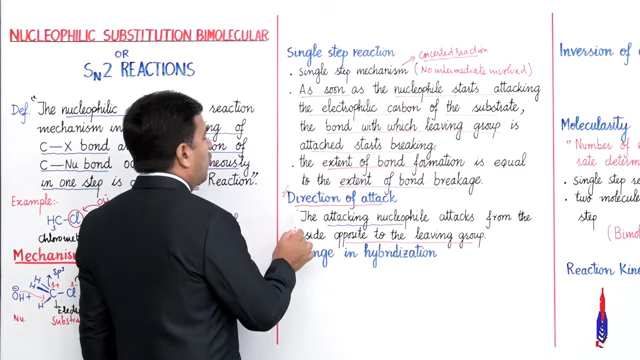 NUCLEOPHILIC SUBSTITUTION BIMOLECULAR
OR
SN2 REACTIONS
Def. "The nucleophilic reaction
mechanism in of
C—X bond of
C—Nu bond
in one step is Reaction".
Example:
H3C—Cl
Chlorome
Mechanism
sp3
OH + C—Cl
Nu. Substra
Single step reaction
Concerted reaction
. Single step mechanism (No intermediate involved)
. As soon as the nucleophile starts attacking
the electrophilic carbon of the substrate,
the bond with which leaving group is
attached starts breaking.
. the extent of bond formation is equal
to the extent of bond breakage.
Direction of attack
The attacking nucleophile attacks from the
side opposite to the leaving group.
nge in hybridization
Inversion of
Molecularity
"Number of
rate determ
. Single step
. two molecule
step
(Bimo
Reaction Kin